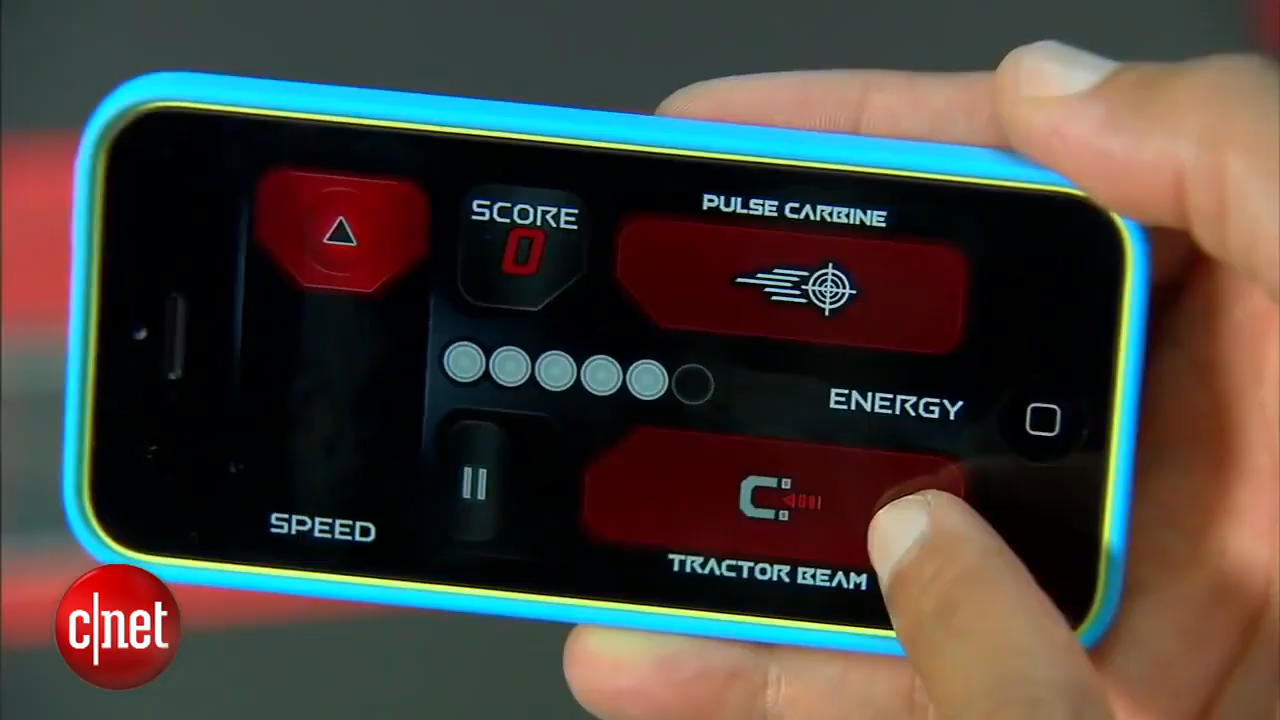 SCORE
0
PULSE CARBINE
ENERGY
SPEED
TRACTOR BEAM
c|net